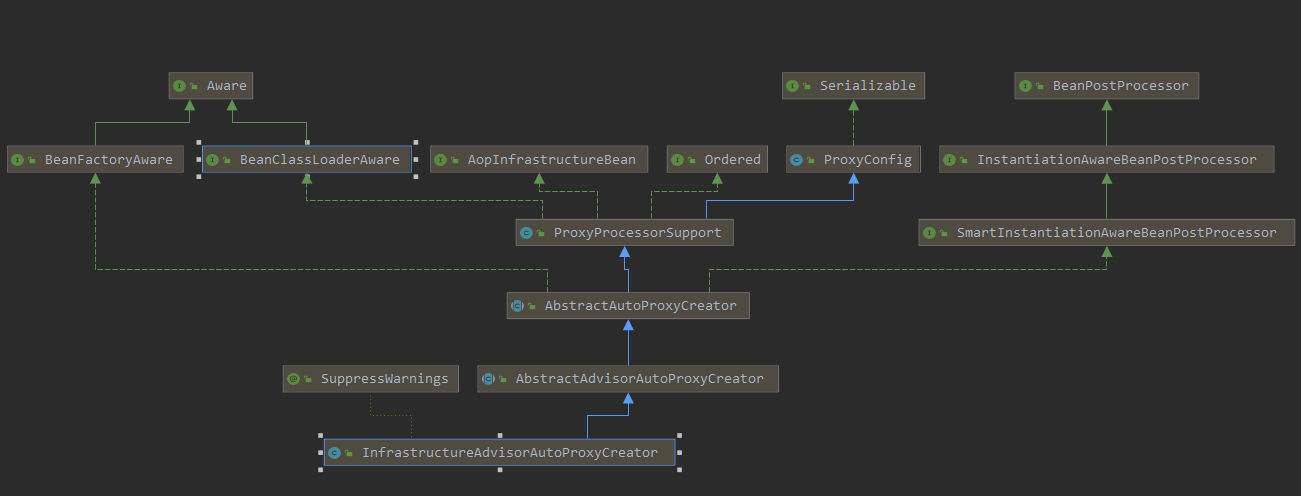 Aware
Serializable
BeanPostProcessor
BeanFactoryAware
BeanClassLoaderAware
AopInfrastructureBean
Ordered
ProxyConfig
InstantiationAwareBeanPostProcessor
ProxyProcessorSupport
SmartInstantiationAwareBeanPostProcessor
AbstractAutoProxyCreator
SuppressWarnings
AbstractAdvisorAutoProxyCreator
InfrastructureAdvisorAutoProxyCreator